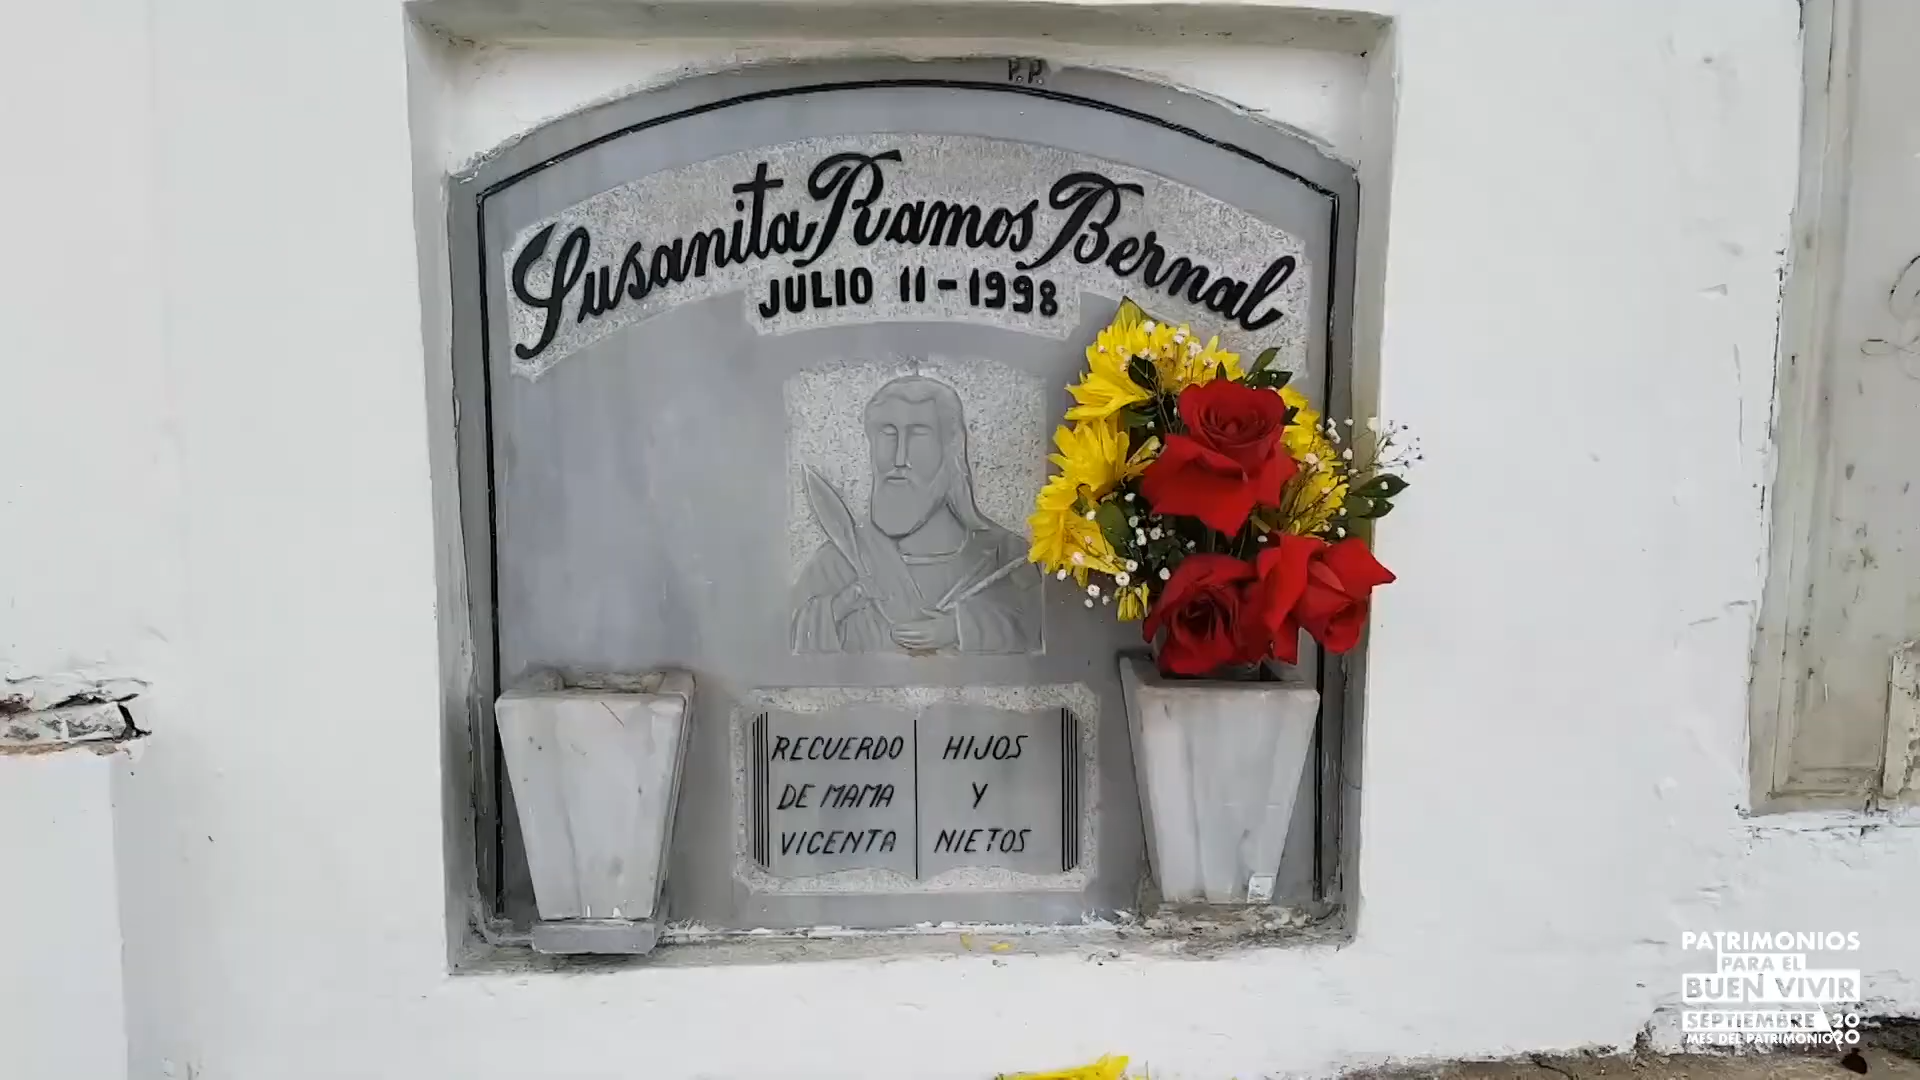 P.P.
Susanita Ramos Bernal
JULIO 11-1998
RECUERDO
DE MAMA
VICENTA
HIJOS
Y
NIETOS
PATRIMONIOS
PARA EL
BUEN VIVIR
SEPTIEMBRE 2020
MES DEL PATRIMONIO